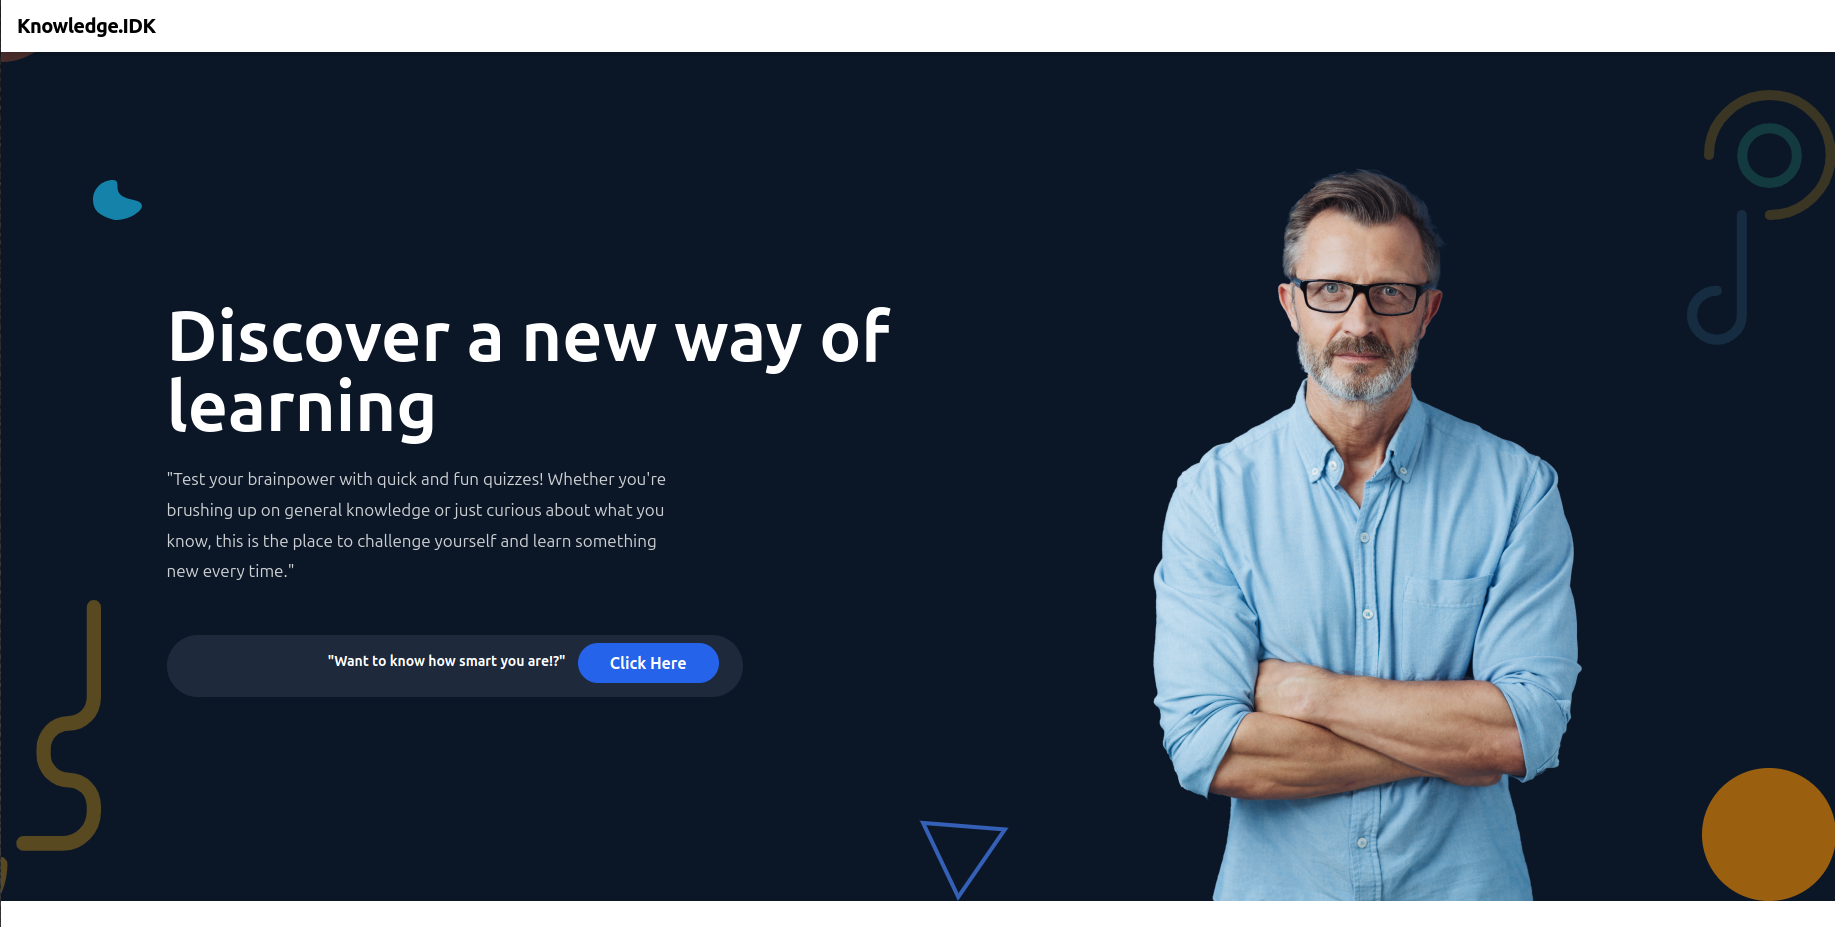 Knowledge.IDK
Discover a new way of
learning
"Test your brainpower with quick and fun quizzes! Whether you're
brushing up on general knowledge or just curious about what you
know, this is the place to challenge yourself and learn something
new every time."
"Want to know how smart you are!?" Click Here